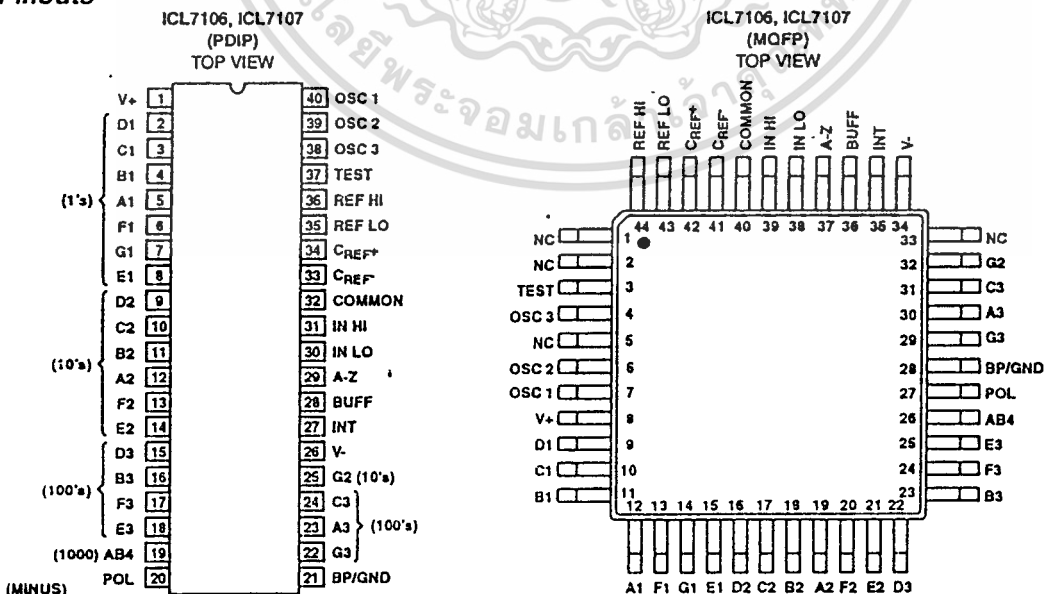 ICL7106, ICL7107
(PDIP)
TOP VIEW
V+ 1
D1 2
C1 3
B1 4
A1 5
F1 6
G1 7
E1 8
(1's)
D2 9
C2 10
B2 11
A2 12
F2 13
E2 14
(10's)
D3 15
B3 16
F3 17
E3 18
(100's)
(1000) AB4 19
POL 20
(MINUS)
40 OSC 1
39 OSC 2
38 OSC 3
37 TEST
36 REF HI
35 REF LO
34 CREF+
33 CREF-
32 COMMON
31 IN HI
30 IN LO
29 A-Z
28 BUFF
27 INT
26 V-
25 G2 (10's)
24 C3
23 A3
22 G3
(100's)
21 BP/GND
ICL7106, ICL7107
(MQFP)
TOP VIEW
REF HI
REF LO
CREF+
CREF-
COMMON
IN HI
IN LO
A-Z
BUFF
INT
V-
44 43 42 41 40 39 38 37 36 35 34
NC 1
NC 2
TEST 3
OSC 3 4
NC 5
OSC 2 6
OSC 1 7
V+ 8
D1 9
C1 10
B1 11
33 NC
32 G2
31 C3
30 A3
29 G3
28 BP/GND
27 POL
26 AB4
25 E3
24 F3
23 B3
12 13 14 15 16 17 18 19 20 21 22
A1 F1 G1 E1 D2 C2 B2 A2 F2 E2 D3